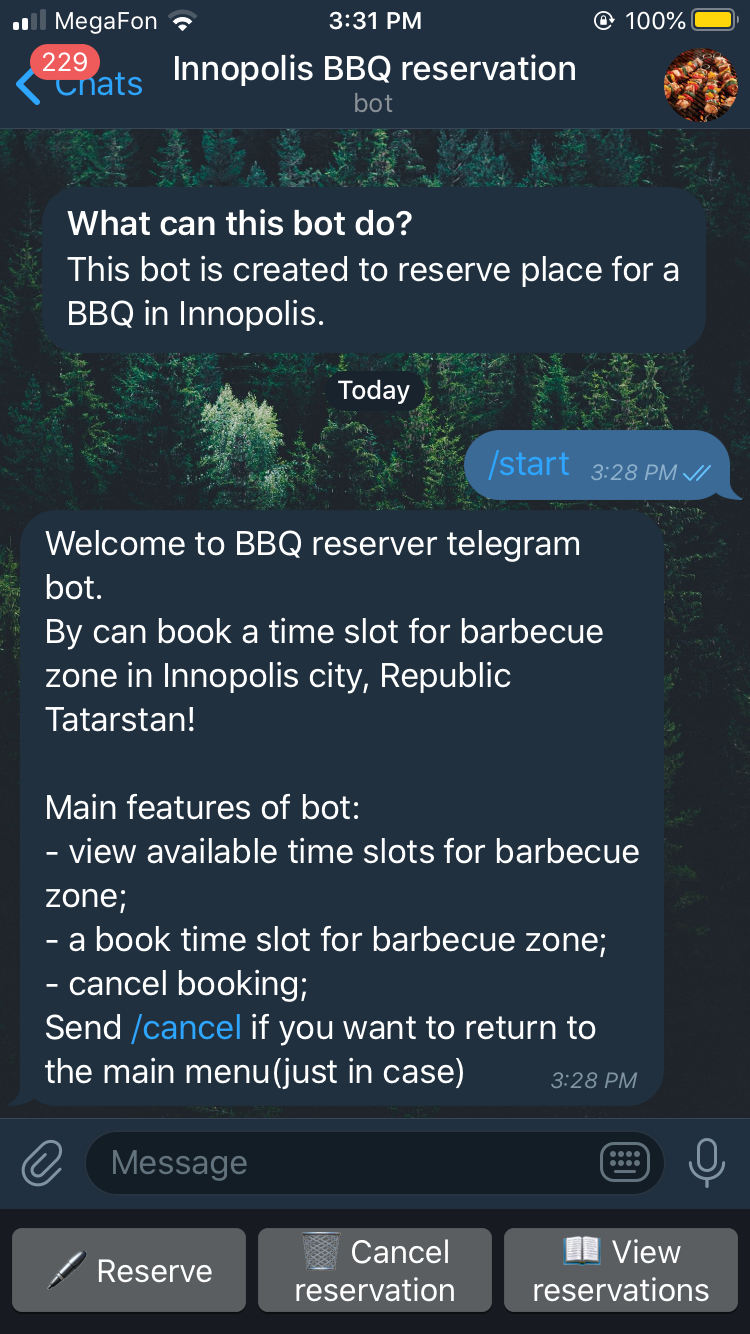 MegaFon 3:31 PM 100%
229
Chats
Innopolis BBQ reservation
bot
What can this bot do?
This bot is created to reserve place for a
BBQ in Innopolis.
Today
/start 3:28 PM
Welcome to BBQ reserver telegram
bot.
By can book a time slot for barbecue
zone in Innopolis city, Republic
Tatarstan!
Main features of bot:
- view available time slots for barbecue
zone;
- a book time slot for barbecue zone;
- cancel booking;
Send /cancel if you want to return to
the main menu(just in case) 3:28 PM
Message
Reserve
Cancel
reservation
View
reservations